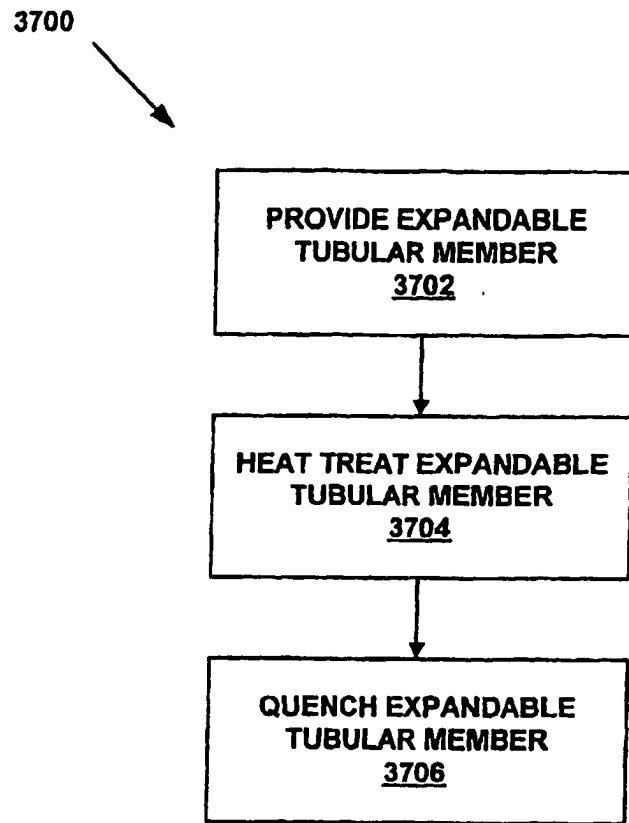 3700
PROVIDE EXPANDABLE
TUBULAR MEMBER
3702
HEAT TREAT EXPANDABLE
TUBULAR MEMBER
3704
QUENCH EXPANDABLE
TUBULAR MEMBER
3706